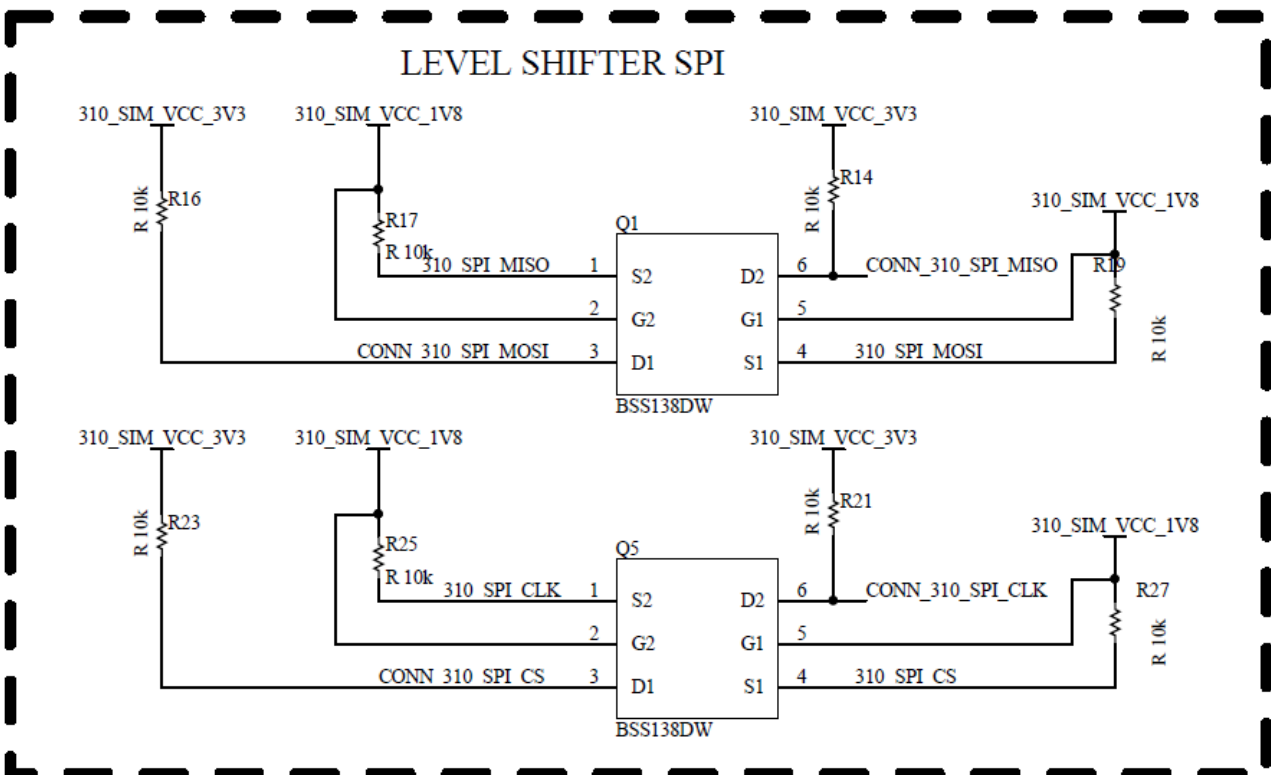 LEVEL SHIFTER SPI
310_SIM_VCC_3V3
310_SIM_VCC_1V8
310_SIM_VCC_3V3
R16
R 10k
R17
R 10k
R14
R 10k
310_SIM_VCC_1V8
R19
R 10k
Q1
310_SPI_MISO
1
S2
D2
6
CONN_310_SPI_MISO
2
G2
G1
5
CONN_310_SPI_MOSI
3
D1
S1
4
310_SPI_MOSI
BSS138DW
310_SIM_VCC_3V3
310_SIM_VCC_1V8
310_SIM_VCC_3V3
R23
R 10k
R25
R 10k
R21
R 10k
310_SIM_VCC_1V8
R27
R 10k
Q5
310_SPI_CLK
1
S2
D2
6
CONN_310_SPI_CLK
2
G2
G1
5
CONN_310_SPI_CS
3
D1
S1
4
310_SPI_CS
BSS138DW